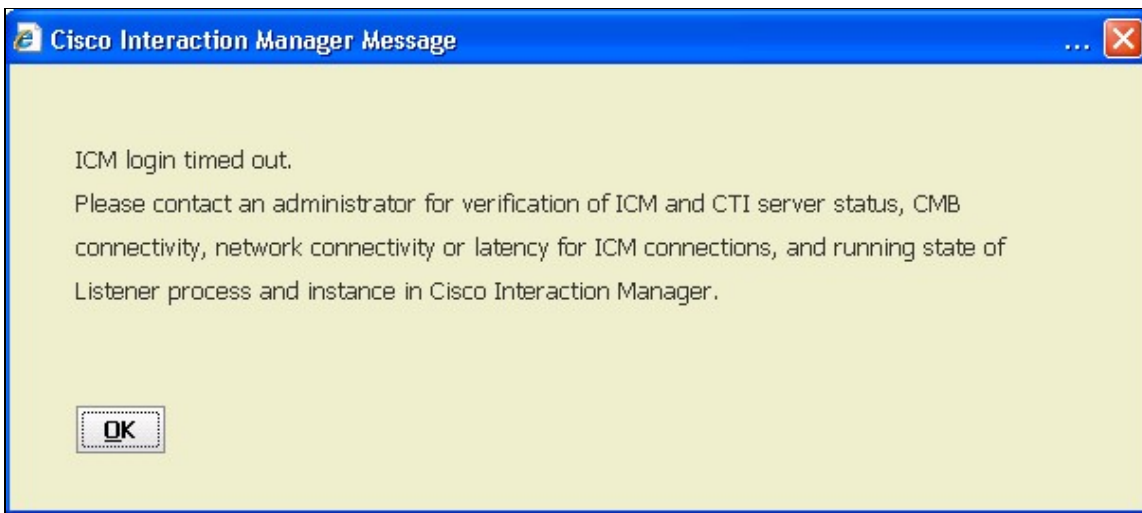 Cisco Interaction Manager Message ...
ICM login timed out.
Please contact an administrator for verification of ICM and CTI server status, CMB
connectivity, network connectivity or latency for ICM connections, and running state of
Listener process and instance in Cisco Interaction Manager.
OK